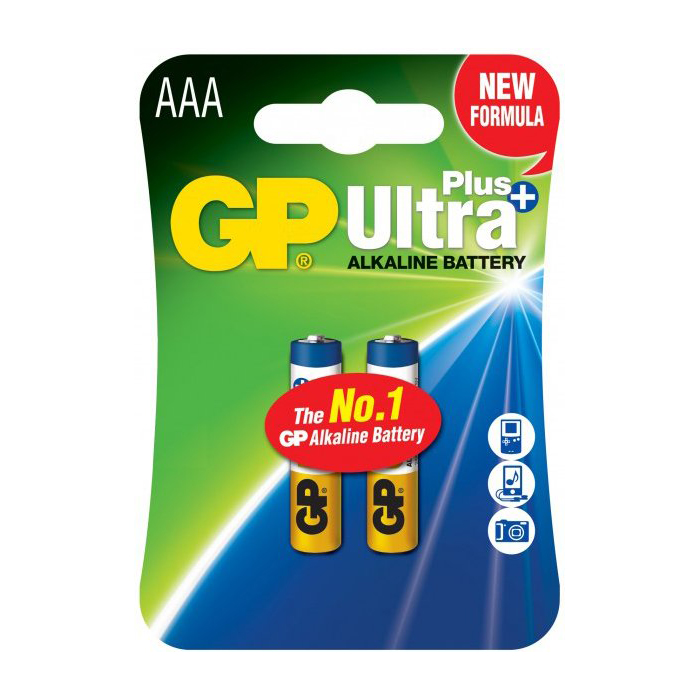 AAA
NEW
FORMULA
GP®
Plus+
Ultra
ALKALINE BATTERY
The No.1
GP Alkaline Battery
GP®
GP®